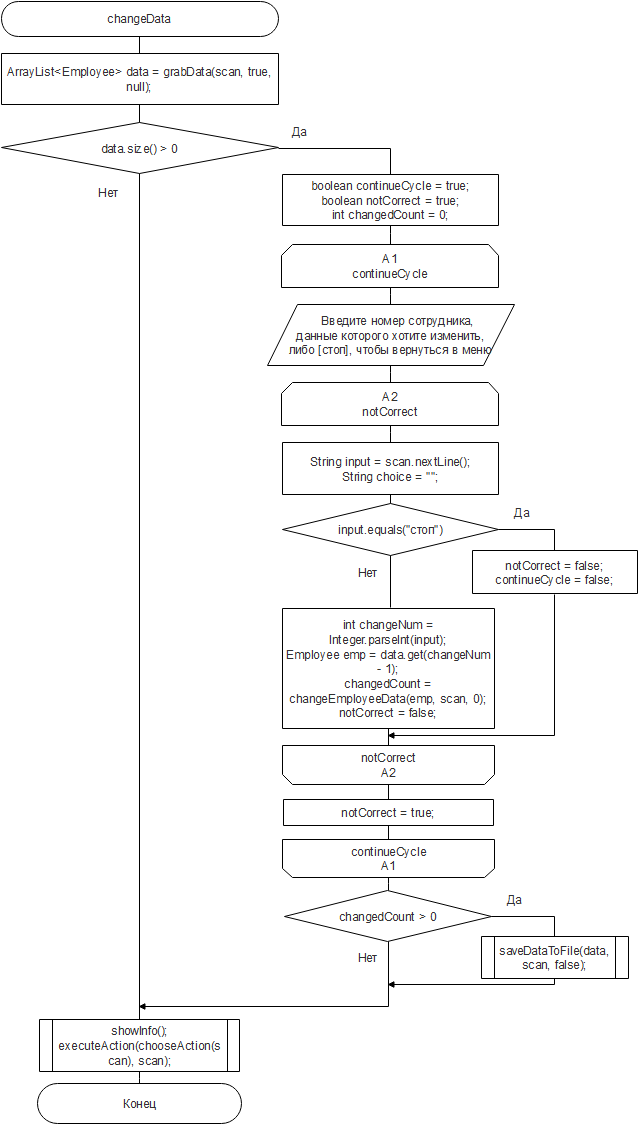 changeData
ArrayList<Employee> data = grabData(scan, true,
null);
data.size() > 0
Да
Нет
boolean continueCycle = true;
boolean notCorrect = true;
int changedCount = 0;
A1
continueCycle
Введите номер сотрудника,
данные которого хотите изменить,
либо [стоп], чтобы вернуться в меню
A2
notCorrect
String input = scan.nextLine();
String choice = "";
input.equals("стоп")
Да
Нет
notCorrect = false;
continueCycle = false;
int changeNum =
Integer.parseInt(input);
Employee emp = data.get(changeNum
- 1);
changedCount =
changeEmployeeData(emp, scan, 0);
notCorrect = false;
notCorrect
A2
notCorrect = true;
continueCycle
A1
changedCount > 0
Да
Нет
saveDataToFile(data,
scan, false);
showInfo();
executeAction(chooseAction(s
can), scan);
Конец